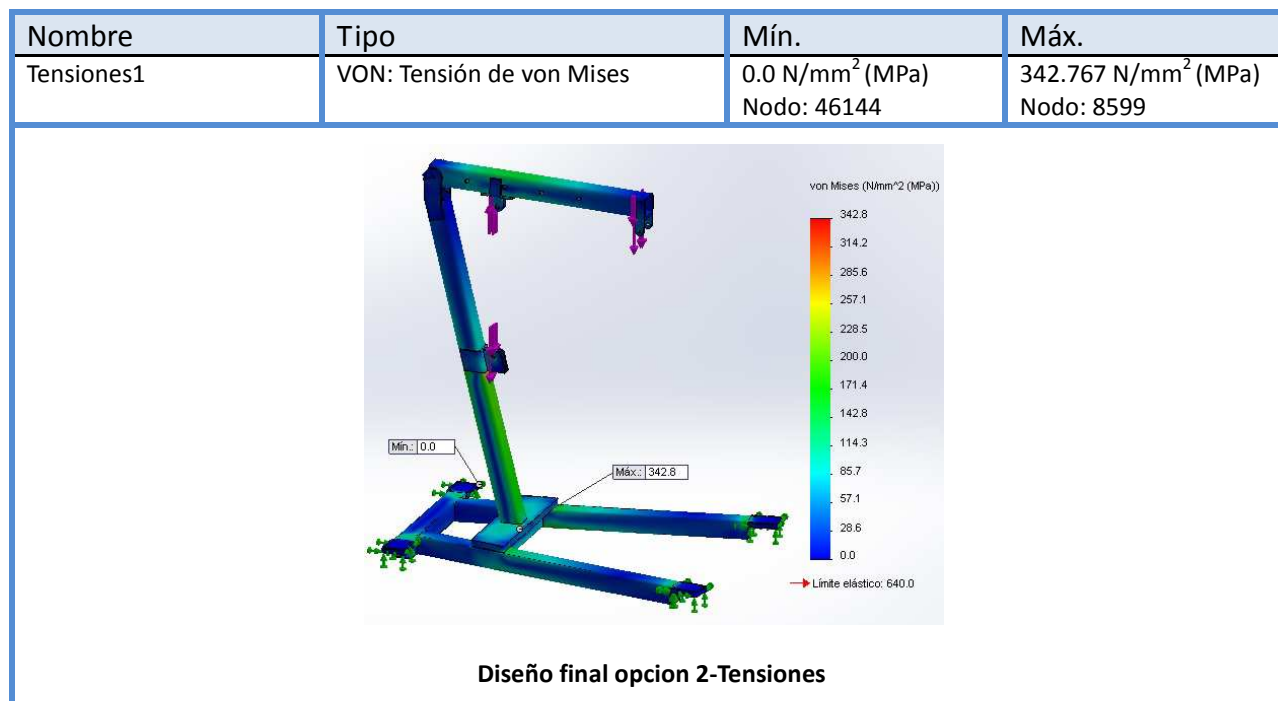 Nombre Tipo Mín. Máx.
Tensiones1 VON: Tensión de von Mises 0.0 N/mm² (MPa) 342.767 N/mm² (MPa)
Nodo: 46144 Nodo: 8599
von Mises (N/mm^2 (MPa))
342.8
314.2
285.6
257.1
228.5
200.0
171.4
142.8
114.3
85.7
57.1
28.6
0.0
Límite elástico: 640.0
Mín.: 0.0
Máx.: 342.8
Diseño final opcion 2-Tensiones